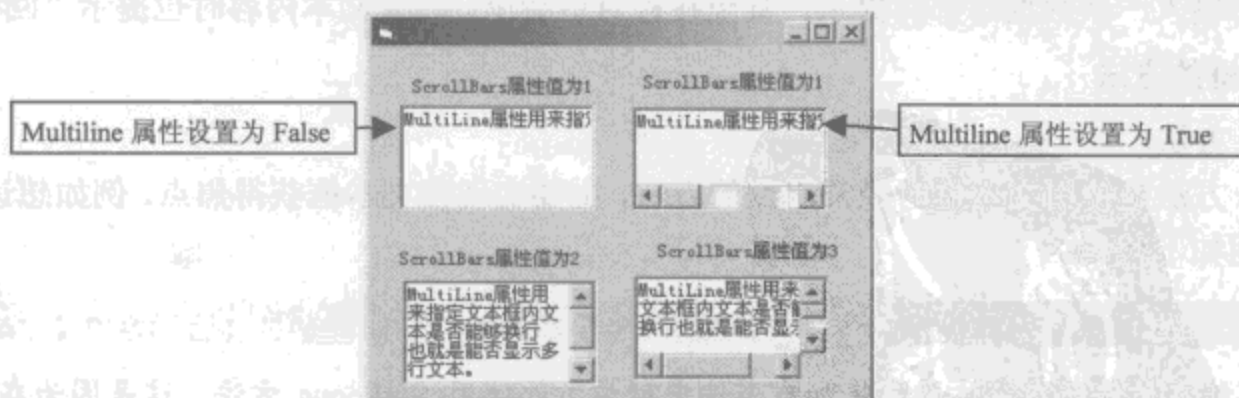 ScrollBars属性值为1
ScrollBars属性值为1
Multiline 属性设置为 False
MultiLine属性用来指
MultiLine属性用来指
Multiline 属性设置为 True
ScrollBars属性值为2
ScrollBars属性值为3
MultiLine属性用
来指定文本框内文
本是否能够换行
也就是能否显示多
行文本。
MultiLine属性用来
文本框内文本是否
换行也就是能否显